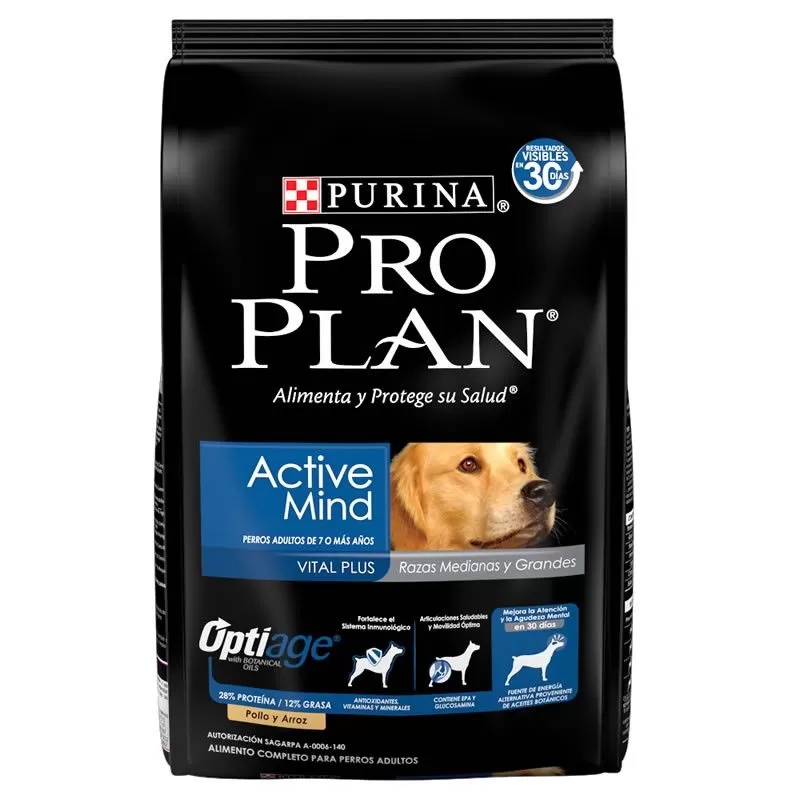 RESULTADOS
VISIBLES
EN 30 DÍAS
PURINA®
PRO
PLAN®
Alimenta y Protege su Salud®
Active
Mind
PERROS ADULTOS DE 7 O MÁS AÑOS
VITAL PLUS
Razas Medianas y Grandes
Optiage®
with BOTANICAL
OILS
Fortalece el
Sistema Inmunológico
ANTIOXIDANTES,
VITAMINAS Y MINERALES
Articulaciones Saludables
y Movilidad Óptima
CONTIENE EPA Y
GLUCOSAMINA
Mejora la Atención
y la Agudeza Mental
en 30 días
FUENTE DE ENERGÍA
ALTERNATIVA PROVENIENTE
DE ACEITES BOTÁNICOS
28% PROTEÍNA / 12% GRASA
Pollo y Arroz
AUTORIZACIÓN SAGARPA A-0006-140
ALIMENTO COMPLETO PARA PERROS ADULTOS